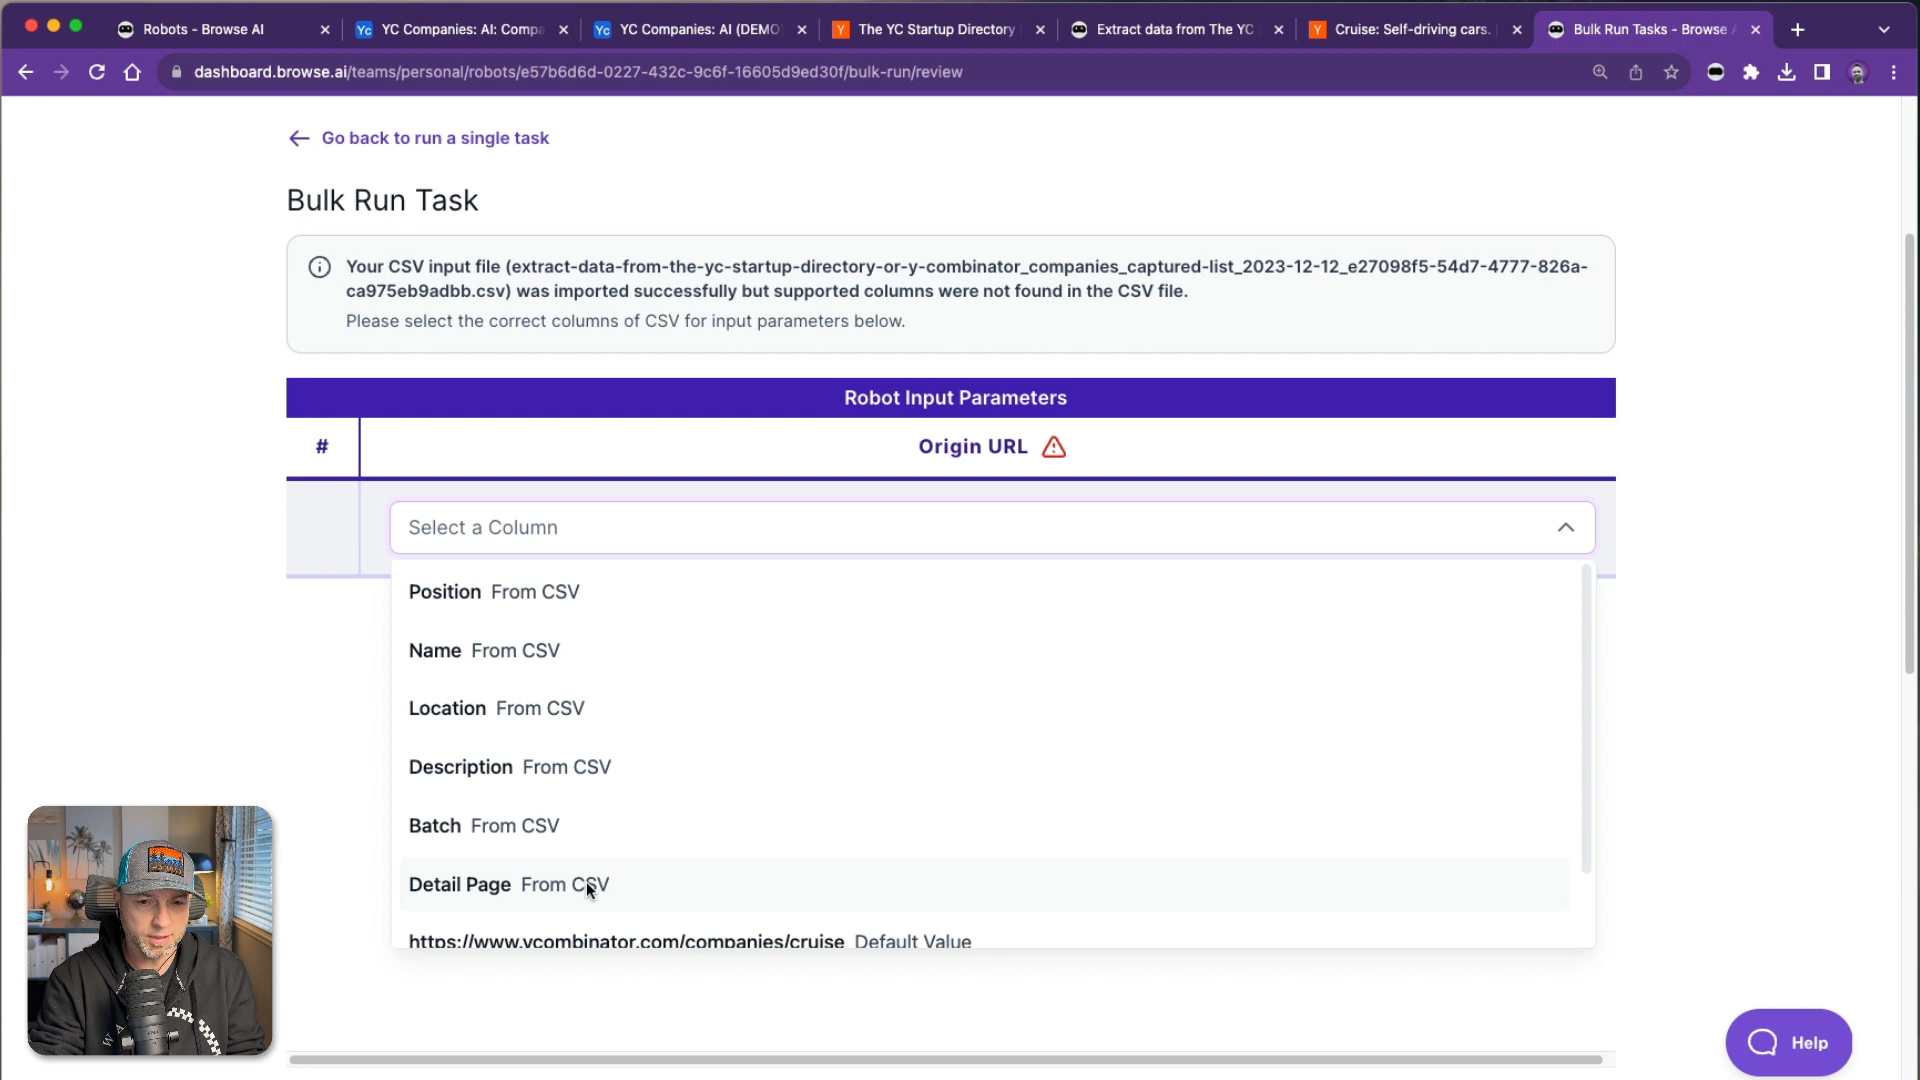 Robots - Browse AI
YC Companies: AI: Compa
YC Companies: AI (DEMO)
The YC Startup Directory
Extract data from The YC
Cruise: Self-driving cars.
Bulk Run Tasks - Browse
dashboard.browse.ai/teams/personal/robots/e57b6d6d-0227-432c-9c6f-16605d9ed30f/bulk-run/review
Go back to run a single task
Bulk Run Task
Your CSV input file (extract-data-from-the-yc-startup-directory-or-y-combinator_companies_captured-list_2023-12-12_e27098f5-54d7-4777-826a-
ca975eb9adbb.csv) was imported successfully but supported columns were not found in the CSV file.
Please select the correct columns of CSV for input parameters below.
Robot Input Parameters
# Origin URL
Select a Column
Position From CSV
Name From CSV
Location From CSV
Description From CSV
Batch From CSV
Detail Page From CSV
https://www.ycombinator.com/companies/cruise Default Value
Help